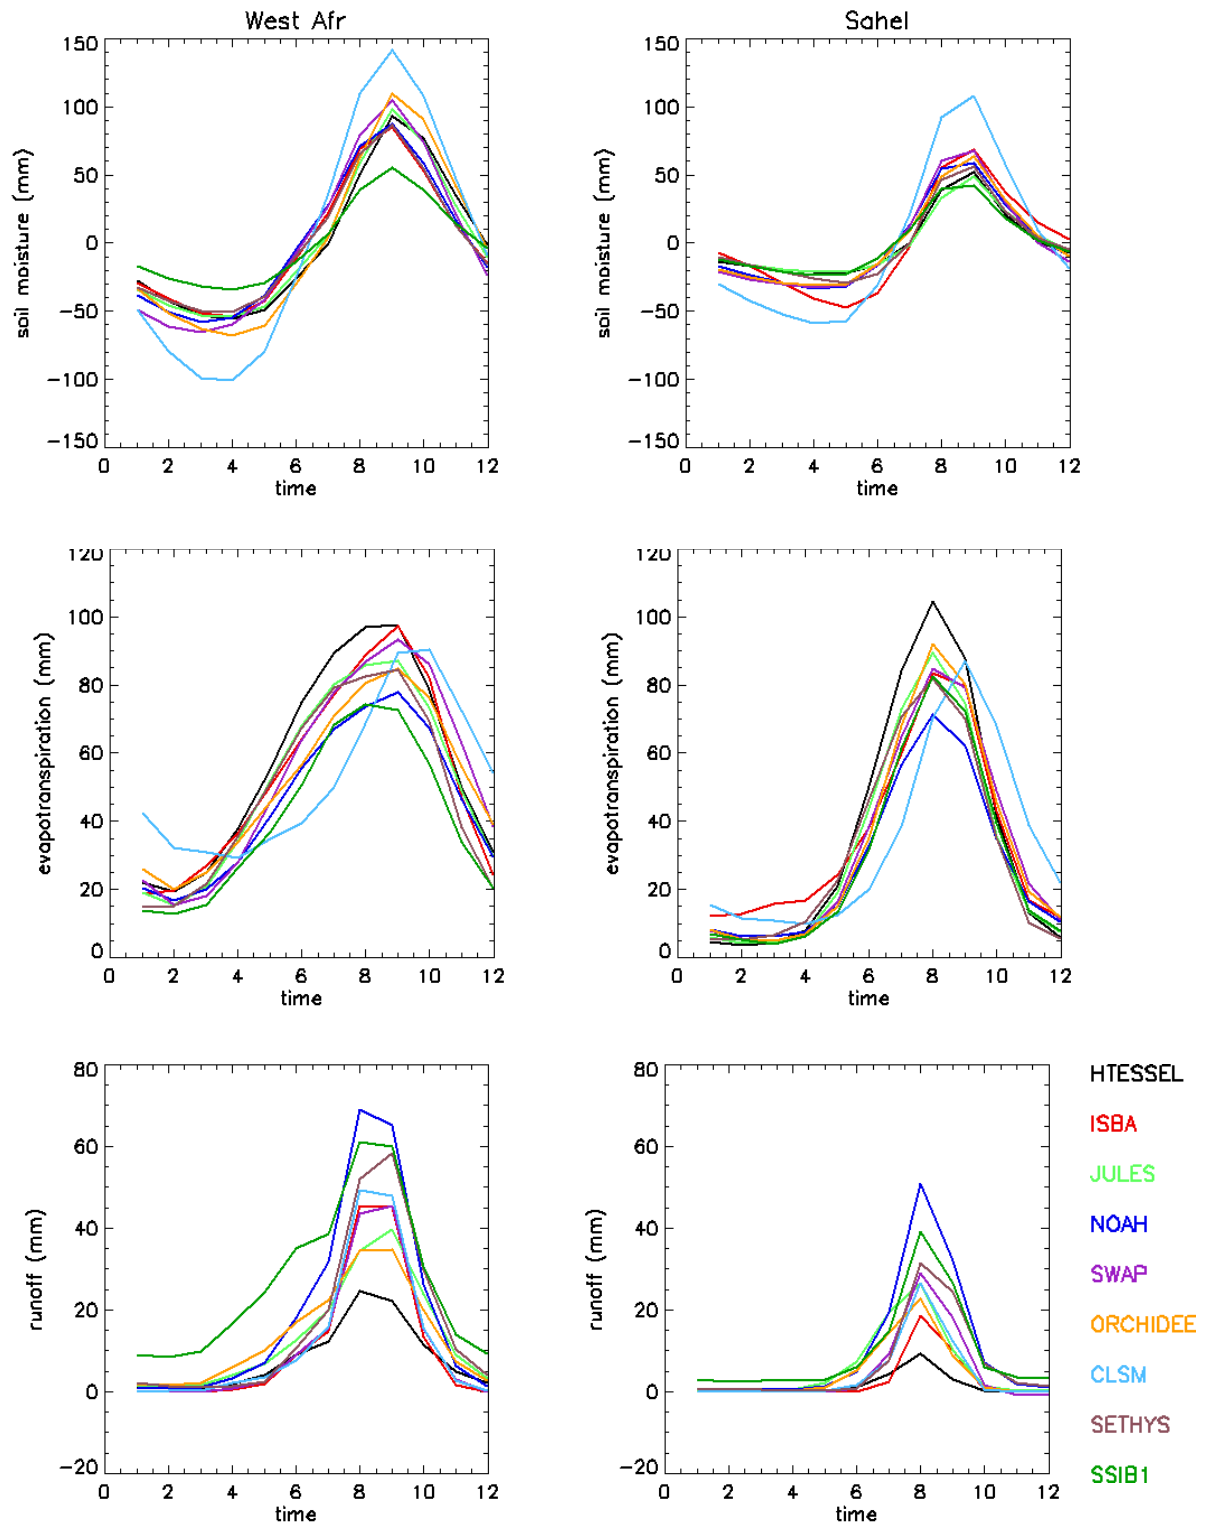 West Afr
Sahel
150
100
50
0
-50
-100
-150
soil moisture (mm)
0 2 4 6 8 10 12
time
150
100
50
0
-50
-100
-150
soil moisture (mm)
0 2 4 6 8 10 12
time
120
100
80
60
40
20
0
evapotranspiration (mm)
0 2 4 6 8 10 12
time
120
100
80
60
40
20
0
evapotranspiration (mm)
0 2 4 6 8 10 12
time
80
60
40
20
0
-20
runoff (mm)
0 2 4 6 8 10 12
time
80
60
40
20
0
-20
runoff (mm)
0 2 4 6 8 10 12
time
HTESSEL
ISBA
JULES
NOAH
SWAP
ORCHIDEE
CLSM
SETHYS
SSIB1